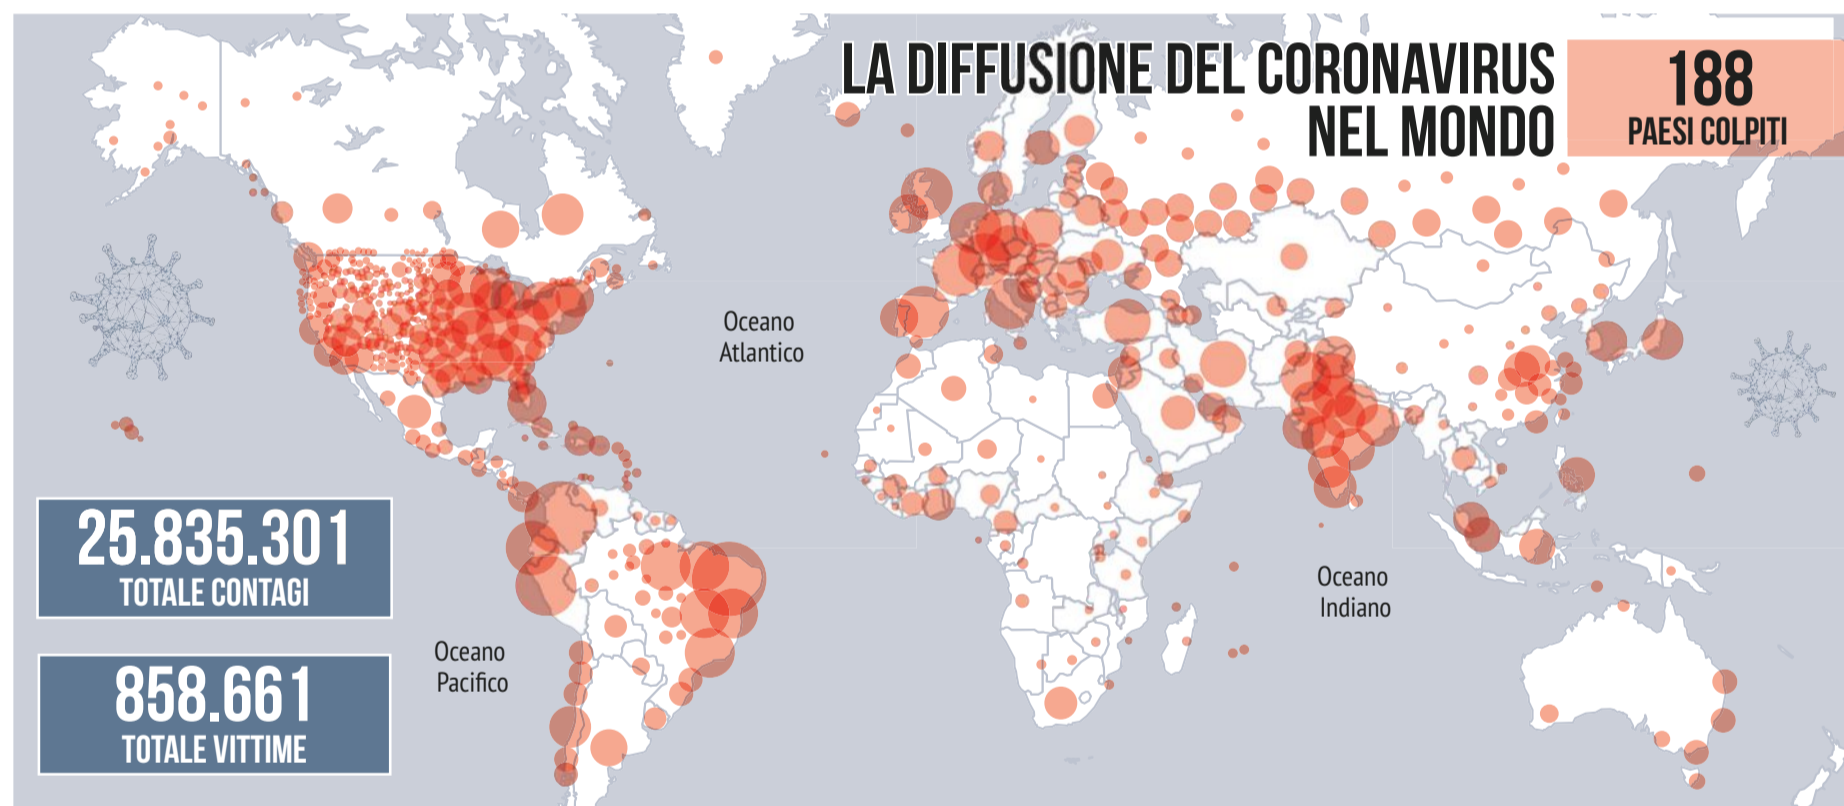 LA DIFFUSIONE DEL CORONAVIRUS
NEL MONDO
188
PAESI COLPITI
Oceano
Atlantico
25.835.301
TOTALE CONTAGI
Oceano
Indiano
Oceano
Pacifico
858.661
TOTALE VITTIME